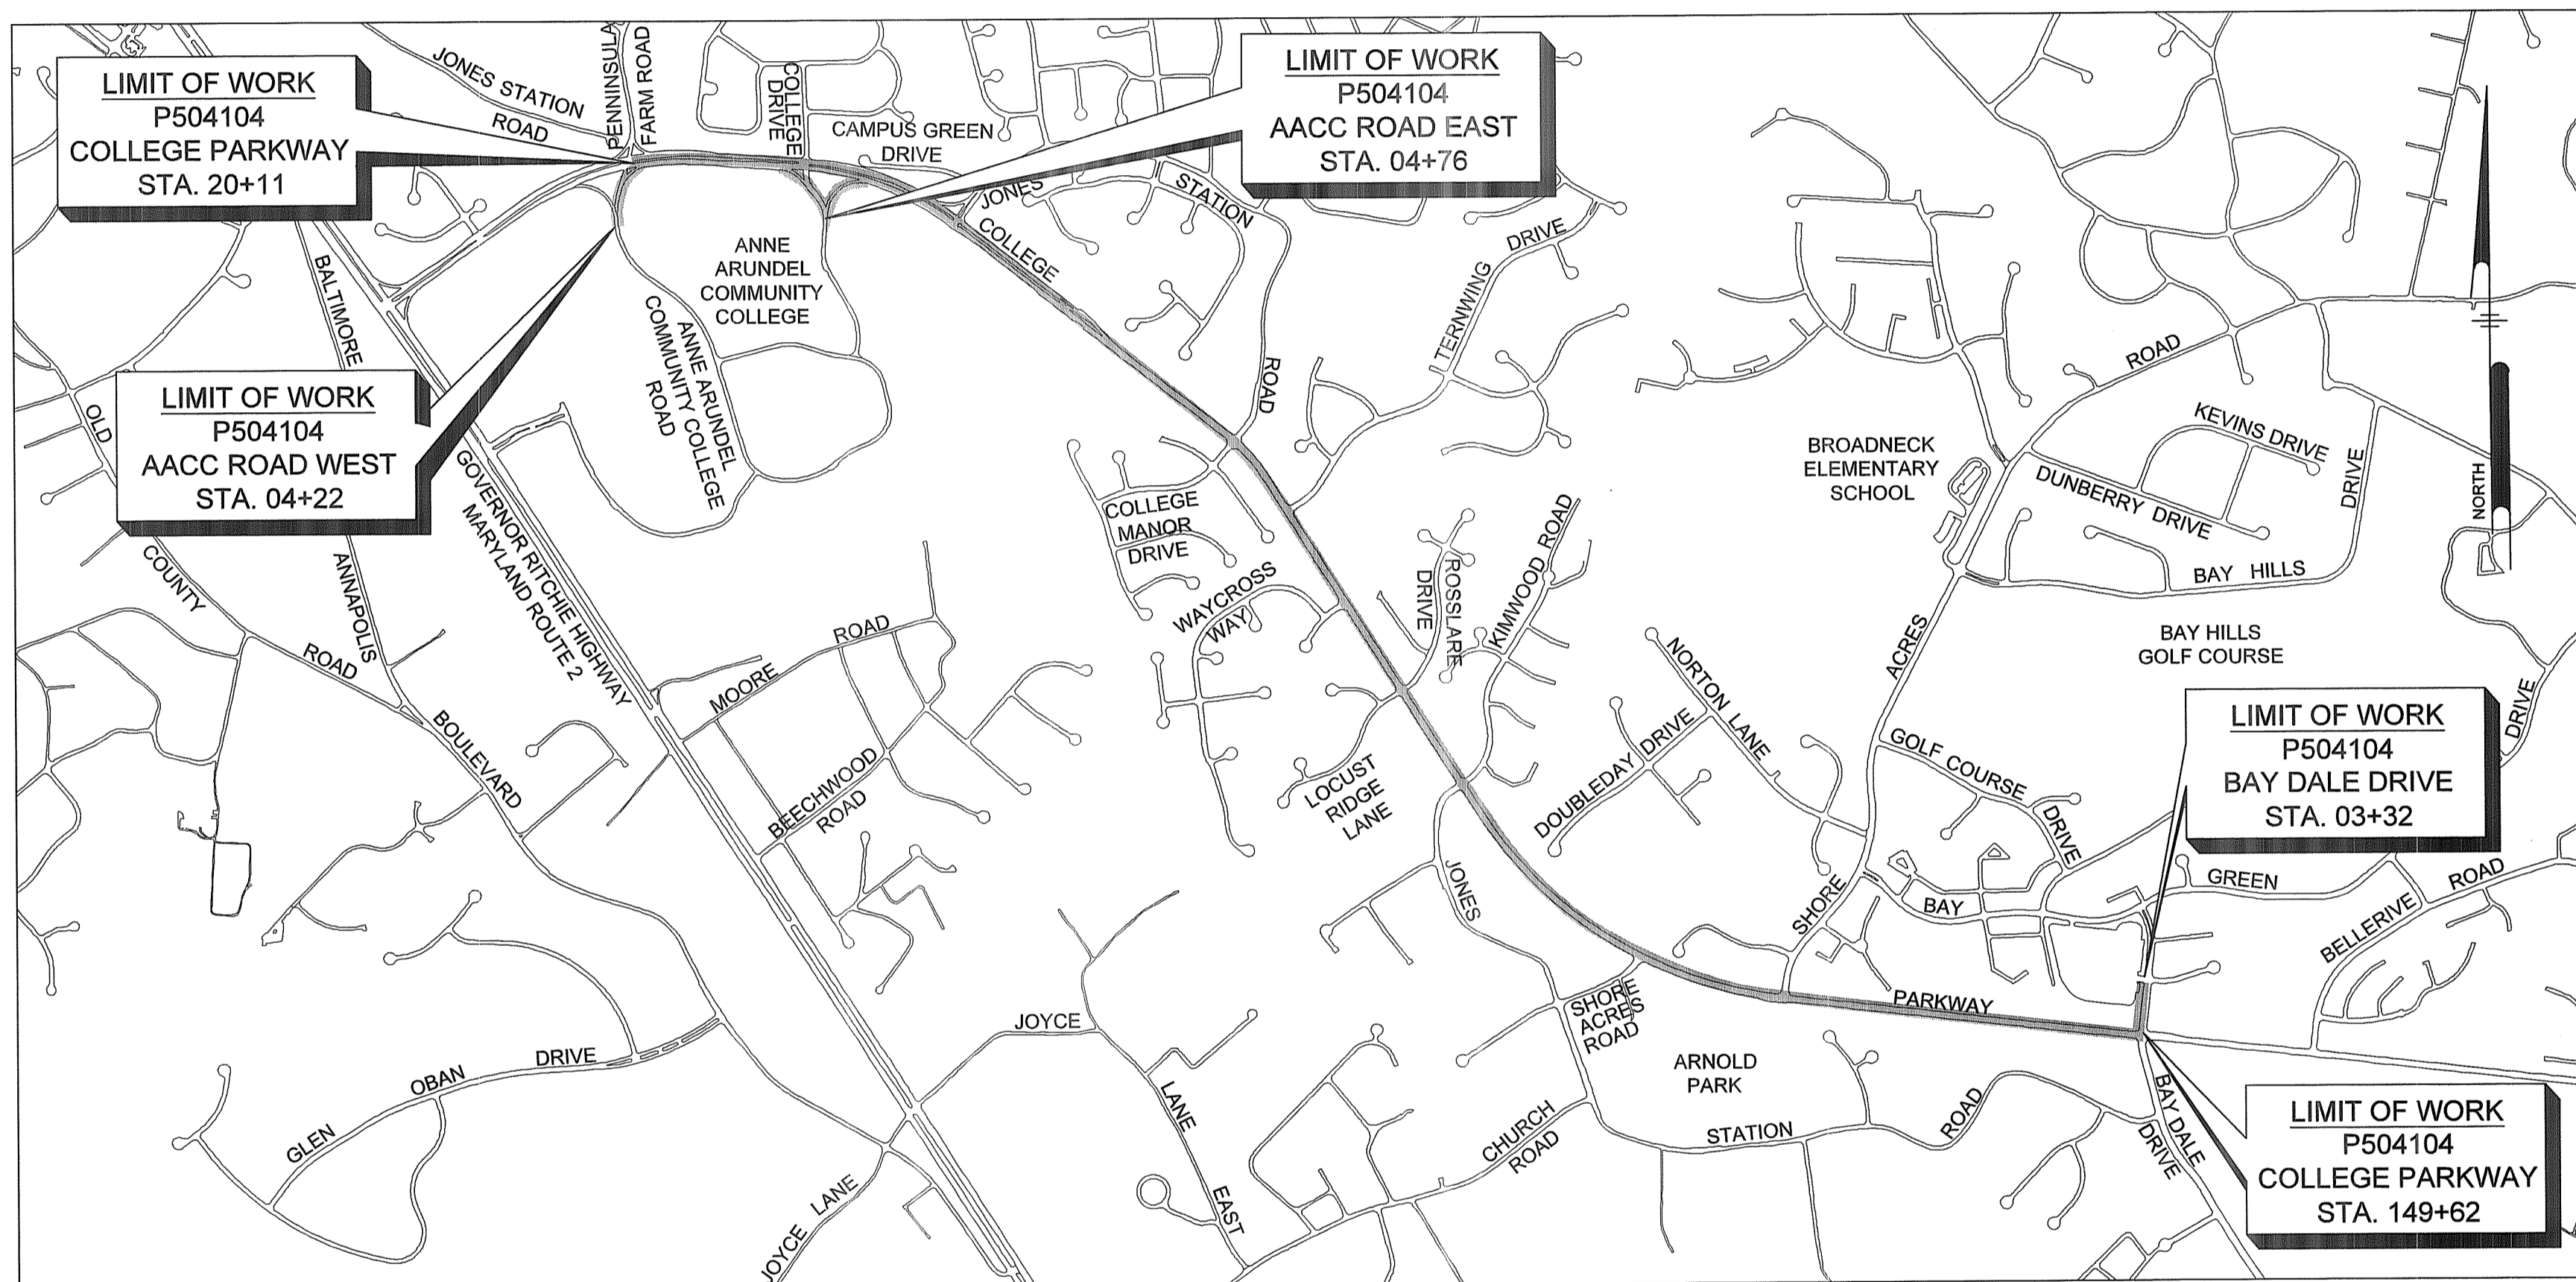 LIMIT OF WORK
P504104
COLLEGE PARKWAY
STA. 20+11
JONES STATION
ROAD
PENNINSULA
FARM ROAD
COLLEGE
DRIVE
CAMPUS GREEN
DRIVE
LIMIT OF WORK
P504104
AACC ROAD EAST
STA. 04+76
JONES
STATION
ROAD
COLLEGE
TERNWING
DRIVE
ANNE
ARUNDEL
COMMUNITY
COLLEGE
ANNE ARUNDEL
COMMUNITY COLLEGE
ROAD
BALTIMORE
ANNAPOLIS
BOULEVARD
LIMIT OF WORK
P504104
AACC ROAD WEST
STA. 04+22
OLD
COUNTY
ROAD
GOVERNOR RITCHIE HIGHWAY
MARYLAND ROUTE 2
MOORE
ROAD
BEECHWOOD
ROAD
COLLEGE
MANOR
DRIVE
WAYCROSS
WAY
ROSSLARE
DRIVE
KIMWOOD ROAD
LOCUST
RIDGE
LANE
BROADNECK
ELEMENTARY
SCHOOL
ROAD
KEVINS DRIVE
DUNBERRY DRIVE
DRIVE
BAY HILLS
NORTH
BAY HILLS
GOLF COURSE
DRIVE
ACRES
SHORE
NORTON LANE
DOUBLEDAY DRIVE
GOLF COURSE
DRIVE
LIMIT OF WORK
P504104
BAY DALE DRIVE
STA. 03+32
BAY
GREEN
BELLERIVE
ROAD
JONES
SHORE
ACRES
ROAD
PARKWAY
ARNOLD
PARK
STATION
ROAD
BAY DALE
DRIVE
LIMIT OF WORK
P504104
COLLEGE PARKWAY
STA. 149+62
GLEN
OBAN
DRIVE
JOYCE
LANE
EAST
JOYCE LANE
CHURCH
ROAD